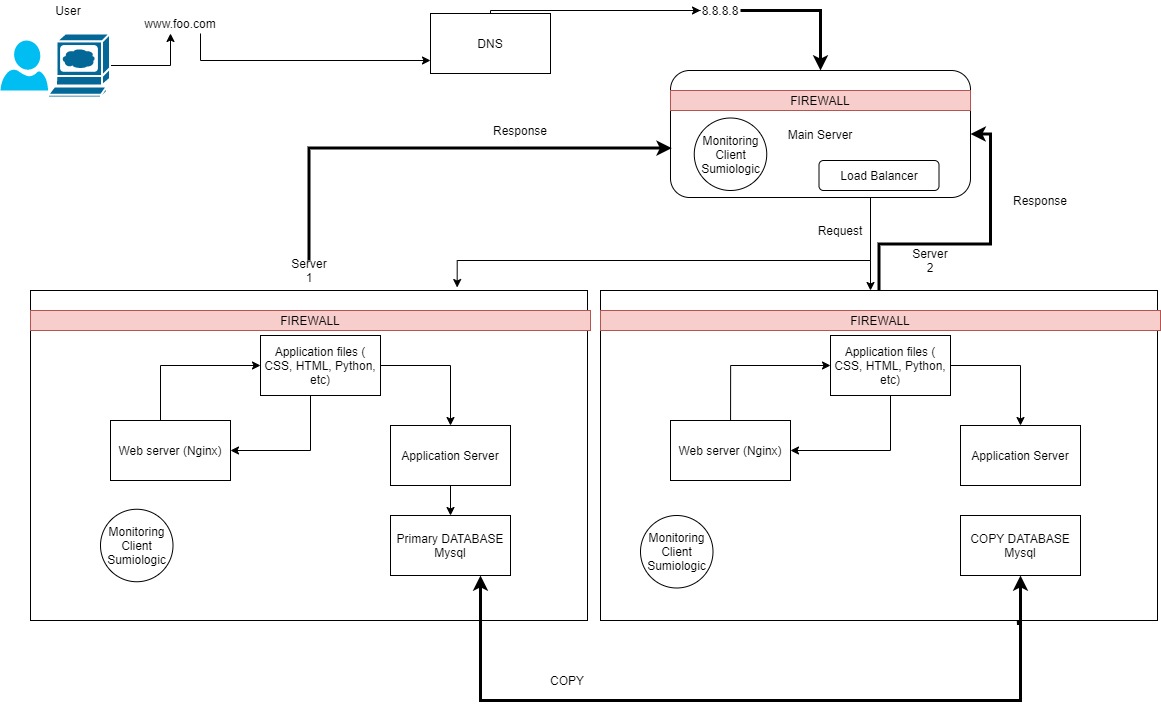 User
www.foo.com
DNS
8.8.8.8
FIREWALL
Monitoring
Client
Sumiologic
Main Server
Load Balancer
Response
Response
Request
Server
1
Server
2
FIREWALL
Application files (
CSS, HTML, Python,
etc)
Web server (Nginx)
Application Server
Monitoring
Client
Sumiologic
Primary DATABASE
Mysql
FIREWALL
Application files (
CSS, HTML, Python,
etc)
Web server (Nginx)
Application Server
Monitoring
Client
Sumiologic
COPY DATABASE
Mysql
COPY